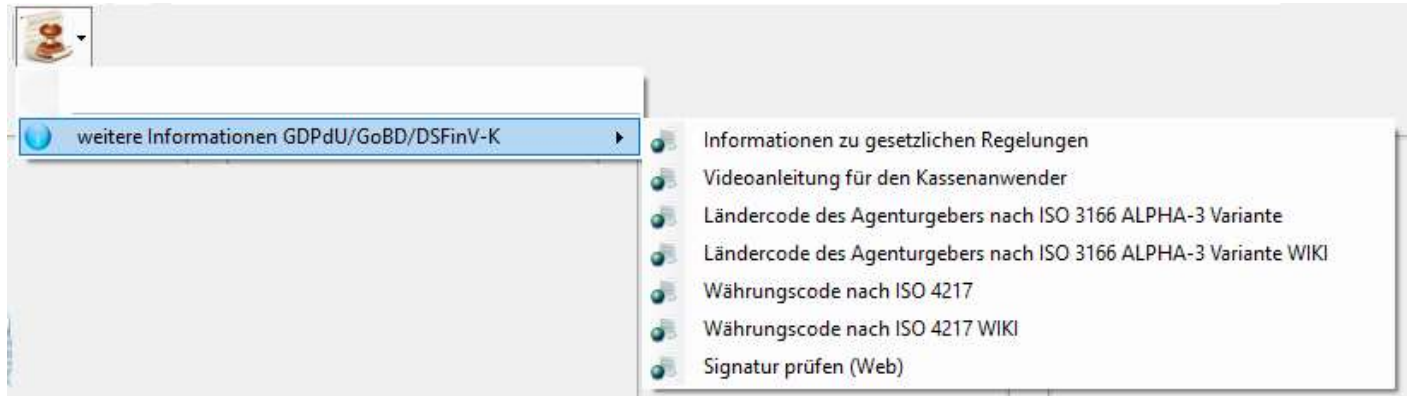 weitere Informationen GDPdU/GoBD/DSFinV-K
Informationen zu gesetzlichen Regelungen
Videoanleitung für den Kassenanwender
Ländercode des Agenturgebers nach ISO 3166 ALPHA-3 Variante
Ländercode des Agenturgebers nach ISO 3166 ALPHA-3 Variante WIKI
Währungscode nach ISO 4217
Währungscode nach ISO 4217 WIKI
Signatur prüfen (Web)